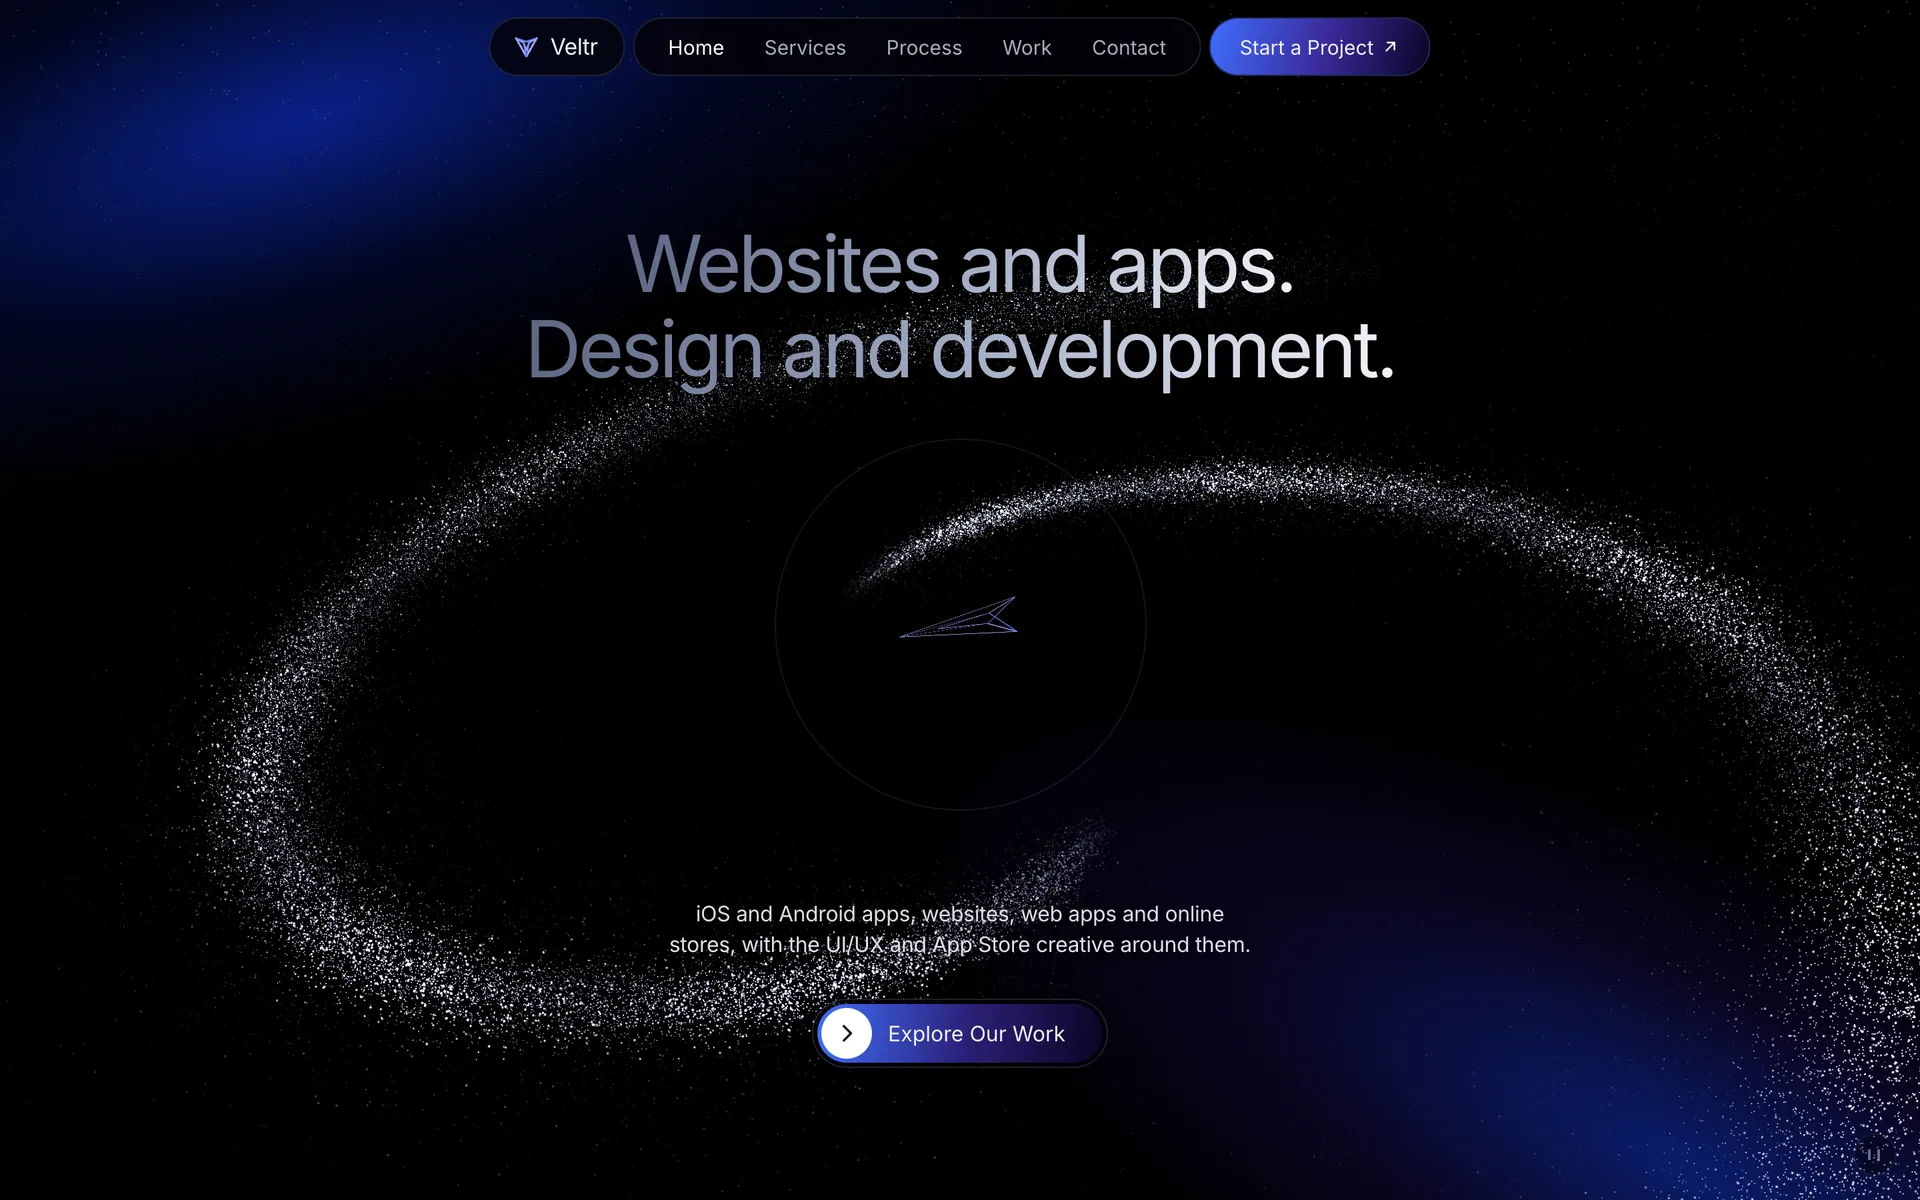 Veltr
Home
Services
Process
Work
Contact
Start a Project
Websites and apps.
Design and development.
iOS and Android apps, websites, web apps and online
stores, with the UI/UX and App Store creative around them.
Explore Our Work